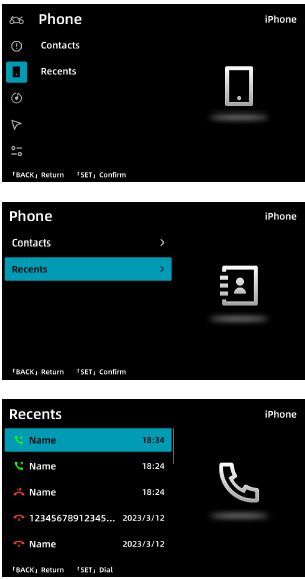 Phone iPhone
Contacts
Recents
「BACK」Return 「SET」Confirm
Phone iPhone
Contacts
Recents
「BACK」Return 「SET」Confirm
Recents iPhone
Name 18:34
Name 18:24
Name 18:24
12345678912345... 2023/3/12
Name 2023/3/12
「BACK」Return 「SET」Dial